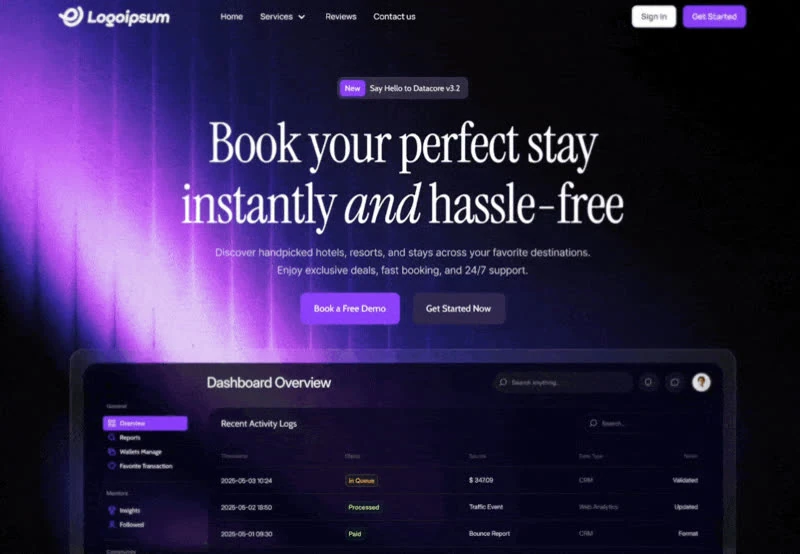 Logoipsum
Home Services Reviews Contact us
Sign In Get Started
New Say Hello to Datacore v3.2
Book your perfect stay
instantly and hassle-free
Discover handpicked hotels, resorts, and stays across your favorite destinations.
Enjoy exclusive deals, fast booking, and 24/7 support.
Book a Free Demo Get Started Now
Dashboard Overview Search anything...
General
Overview
Reports
Wallets Manage
Favorite Transaction
Mentors
Insights
Followed
Recent Activity Logs Search...
Timestamp Status Source Data Type
2025-05-03 10:24 In Queue $ 347.09 CRM Validated
2025-05-02 18:50 Processed Traffic Event Web Analytics Updated
2025-05-01 09:30 Paid Bounce Report CRM Format